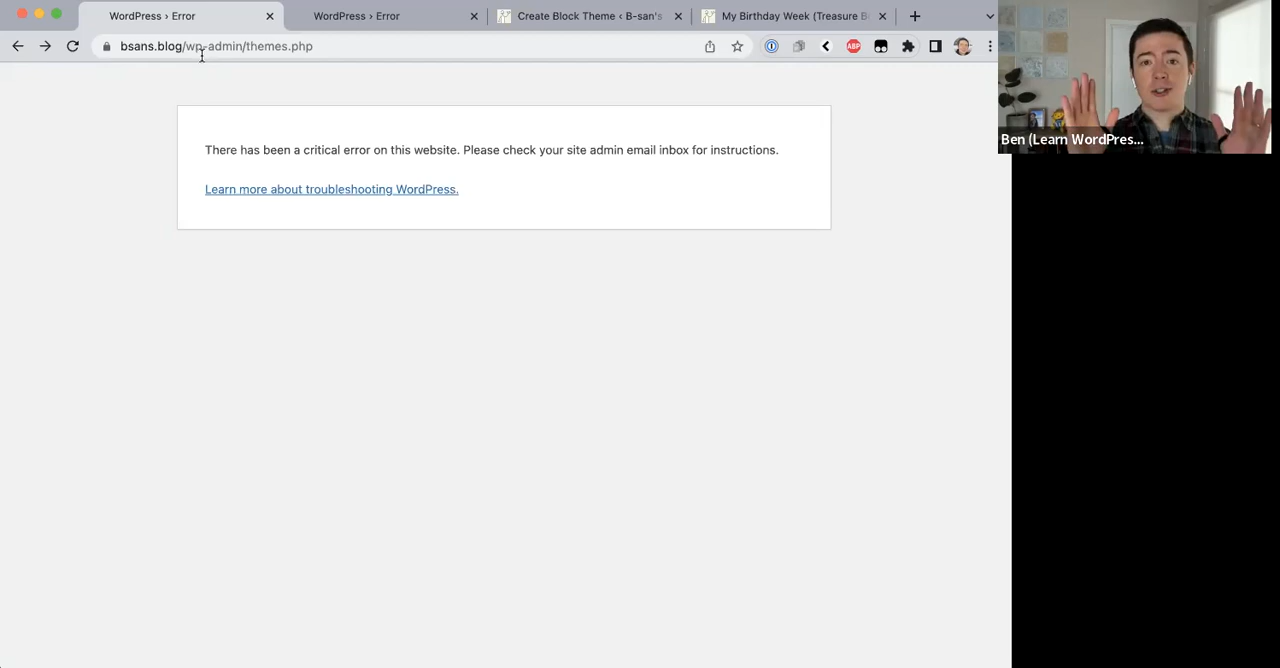 WordPress › Error
WordPress › Error
Create Block Theme ‹ B-san's
My Birthday Week (Treasure B
bsans.blog/wp-admin/themes.php
ABP
There has been a critical error on this website. Please check your site admin email inbox for instructions.
Learn more about troubleshooting WordPress.
Ben (Learn WordPres...